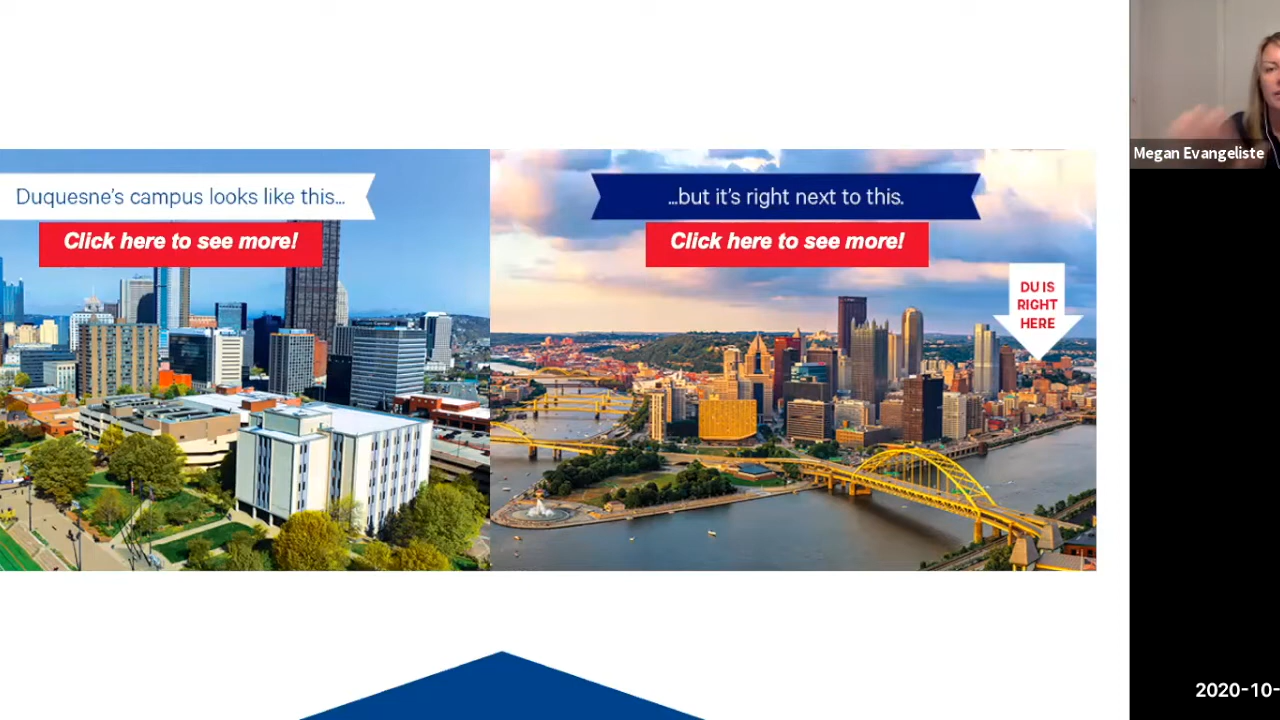 Duquesne's campus looks like this...
Click here to see more!
...but it's right next to this.
Click here to see more!
DU IS
RIGHT
HERE
Megan Evangeliste
2020-10-